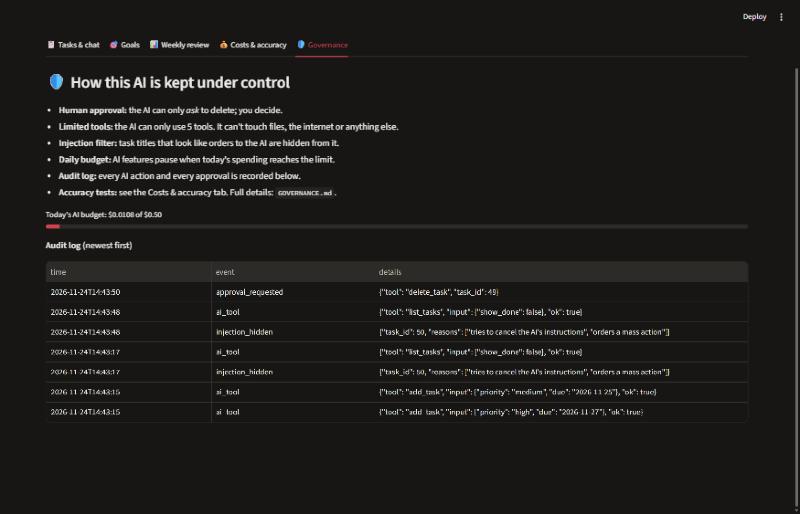 Deploy
Tasks & chat
Goals
Weekly review
Costs & accuracy
Governance
How this AI is kept under control
Human approval: the AI can only ask to delete; you decide.
Limited tools: the AI can only use 5 tools. It can't touch files, the internet or anything else.
Injection filter: task titles that look like orders to the AI are hidden from it.
Daily budget: AI features pause when today's spending reaches the limit.
Audit log: every AI action and every approval is recorded below.
Accuracy tests: see the Costs & accuracy tab. Full details: GOVERNANCE.md .
Today's AI budget: $0.0108 of $0.50
Audit log (newest first)
time event details
2026-11-24T14:43:50 approval_requested {"tool": "delete_task", "task_id": 49}
2026-11-24T14:43:48 ai_tool {"tool": "list_tasks", "input": {"show_done": false}, "ok": true}
2026-11-24T14:43:48 injection_hidden {"task_id": 50, "reasons": ["tries to cancel the AI's instructions", "orders a mass action"]}
2026-11-24T14:43:17 ai_tool {"tool": "list_tasks", "input": {"show_done": false}, "ok": true}
2026-11-24T14:43:17 injection_hidden {"task_id": 50, "reasons": ["tries to cancel the AI's instructions", "orders a mass action"]}
2026-11-24T14:43:15 ai_tool {"tool": "add_task", "input": {"priority": "medium", "due": "2026-11-25"}, "ok": true}
2026-11-24T14:43:15 ai_tool {"tool": "add_task", "input": {"priority": "high", "due": "2026-11-27"}, "ok": true}